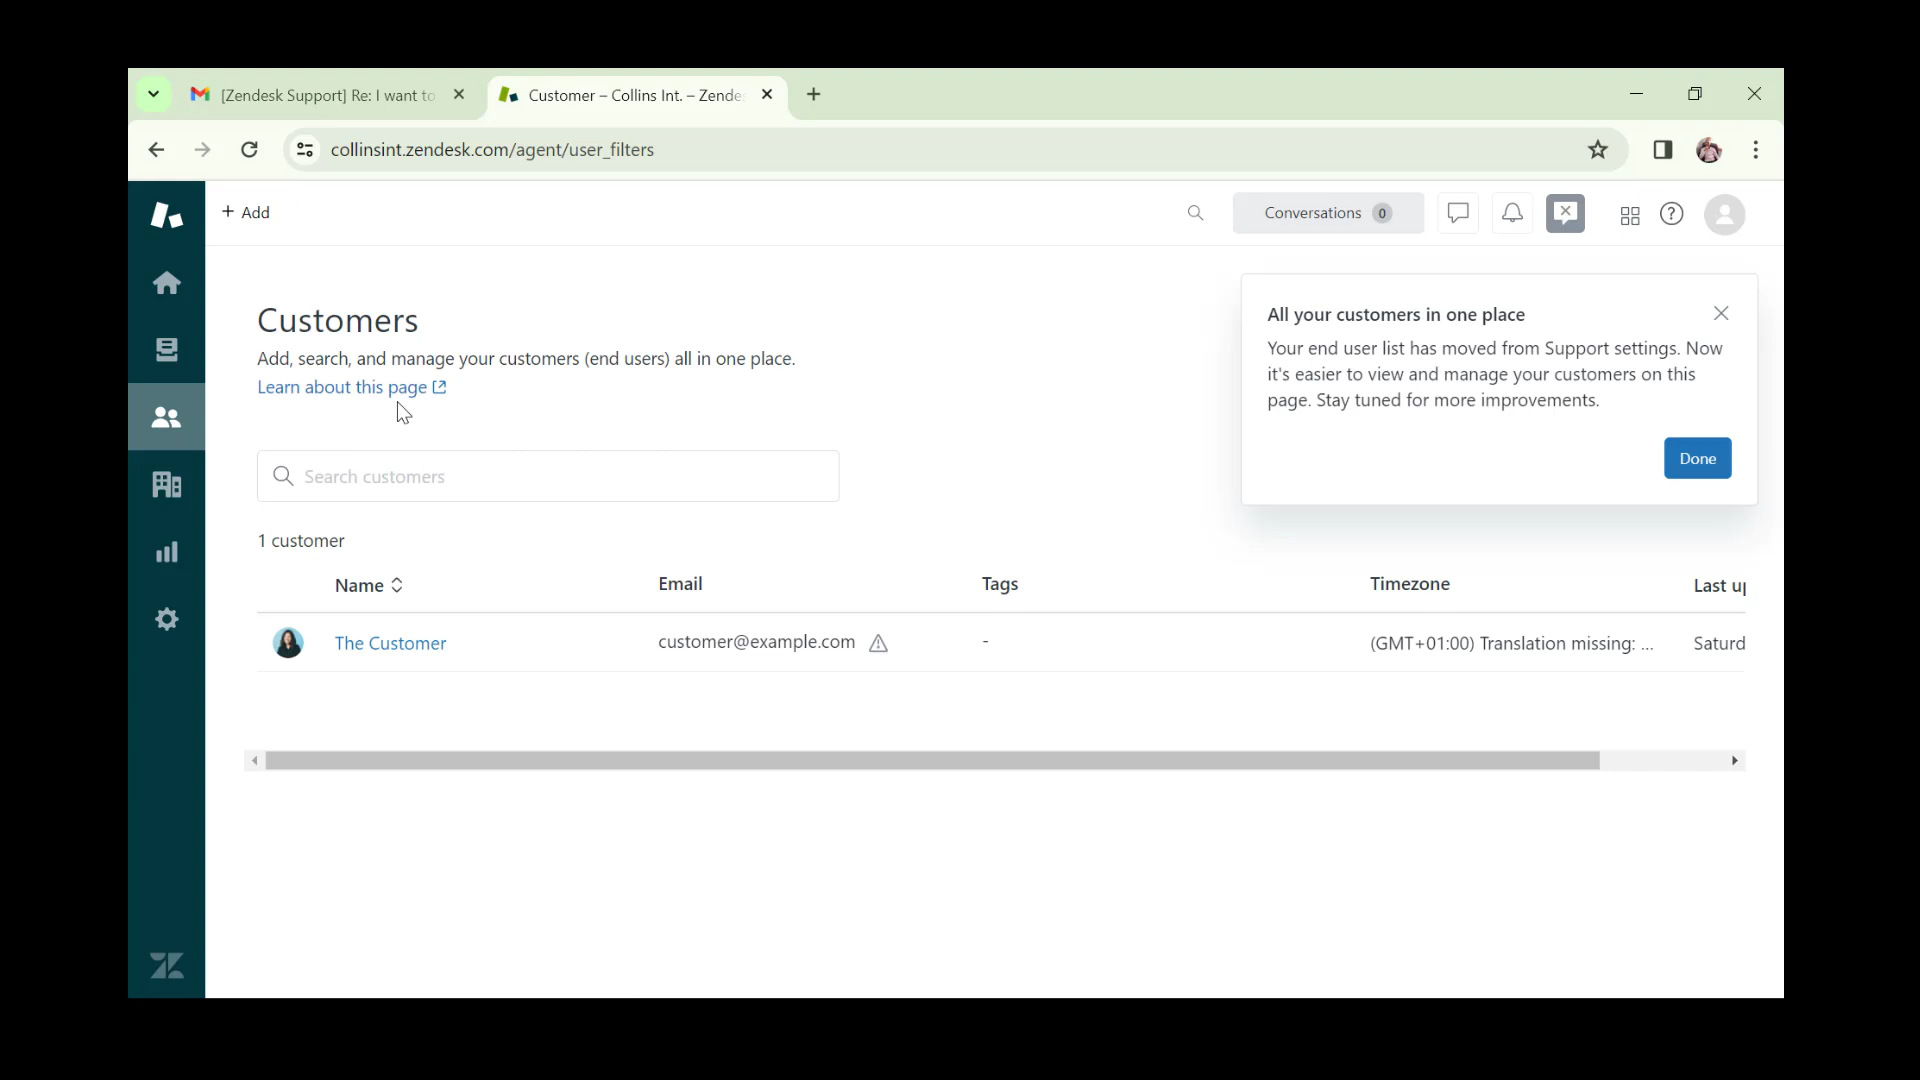 [Zendesk Support] Re: I want to
Customer – Collins Int. – Zende
collinsint.zendesk.com/agent/user_filters
+ Add
Conversations 0
Customers
Add, search, and manage your customers (end users) all in one place.
Learn about this page
All your customers in one place
Your end user list has moved from Support settings. Now
it's easier to view and manage your customers on this
page. Stay tuned for more improvements.
Done
Search customers
1 customer
Name Email Tags Timezone Last up
The Customer customer@example.com - (GMT+01:00) Translation missing: ... Saturd